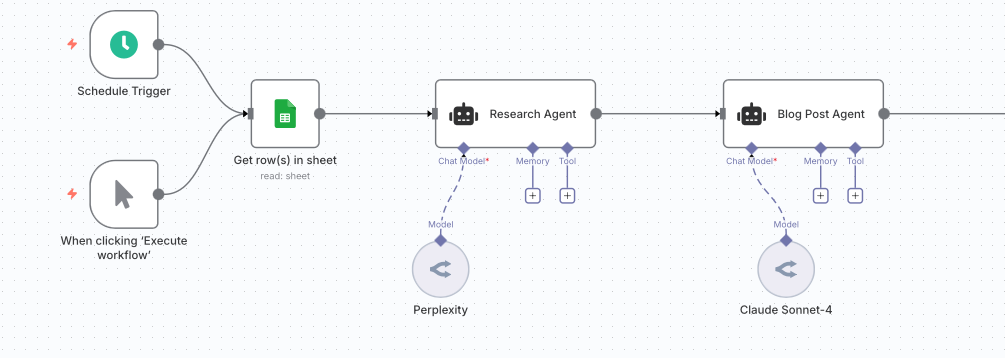 Schedule Trigger
When clicking ‘Execute
workflow’
Get row(s) in sheet
read: sheet
Research Agent
Chat Model*
Memory
Tool
Model
Perplexity
Blog Post Agent
Chat Model*
Memory
Tool
Model
Claude Sonnet-4